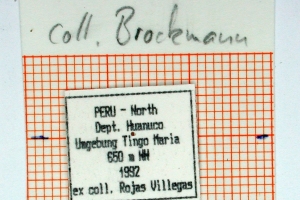 coll. Brockmann
PERU - North
Dept. Huanuco
Umgebung Tingo Maria
650 m NN
1992
ex coll. Rojas Villegas